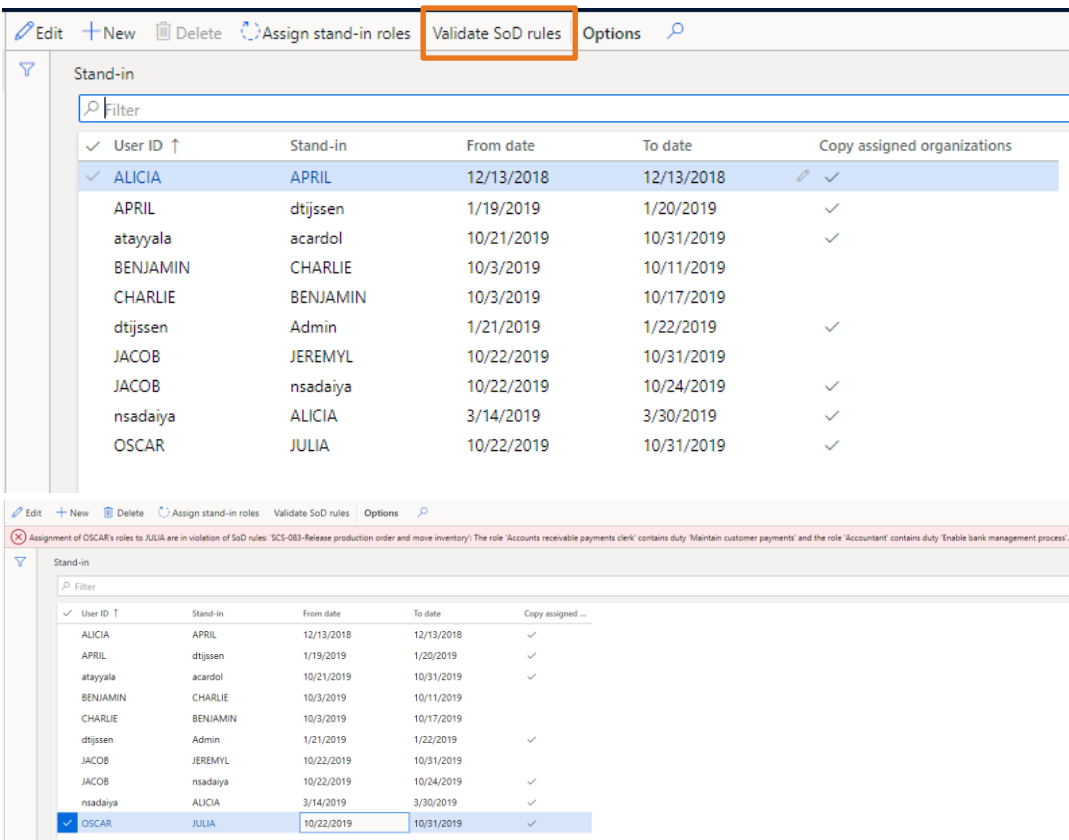 Edit New Delete Assign stand-in roles Validate SoD rules Options
Stand-in
Filter
User ID ↑ Stand-in From date To date Copy assigned organizations
ALICIA APRIL 12/13/2018 12/13/2018
APRIL dtijssen 1/19/2019 1/20/2019
atayyala acardol 10/21/2019 10/31/2019
BENJAMIN CHARLIE 10/3/2019 10/11/2019
CHARLIE BENJAMIN 10/3/2019 10/17/2019
dtijssen Admin 1/21/2019 1/22/2019
JACOB JEREMYL 10/22/2019 10/31/2019
JACOB nsadaiya 10/22/2019 10/24/2019
nsadaiya ALICIA 3/14/2019 3/30/2019
OSCAR JULIA 10/22/2019 10/31/2019
Edit New Delete Assign stand-in roles Validate SoD rules Options
Assignment of OSCAR's roles to JULIA are in violation of SoD rules: 'SCS-083-Release production order and move inventory': The role 'Accounts receivable payments clerk' contains duty 'Maintain customer payments' and the role 'Accountant' contains duty 'Enable bank management process'.
Stand-in
Filter
User ID ↑ Stand-in From date To date Copy assigned ...
ALICIA APRIL 12/13/2018 12/13/2018
APRIL dtijssen 1/19/2019 1/20/2019
atayyala acardol 10/21/2019 10/31/2019
BENJAMIN CHARLIE 10/3/2019 10/11/2019
CHARLIE BENJAMIN 10/3/2019 10/17/2019
dtijssen Admin 1/21/2019 1/22/2019
JACOB JEREMYL 10/22/2019 10/31/2019
JACOB nsadaiya 10/22/2019 10/24/2019
nsadaiya ALICIA 3/14/2019 3/30/2019
OSCAR JULIA 10/22/2019 10/31/2019